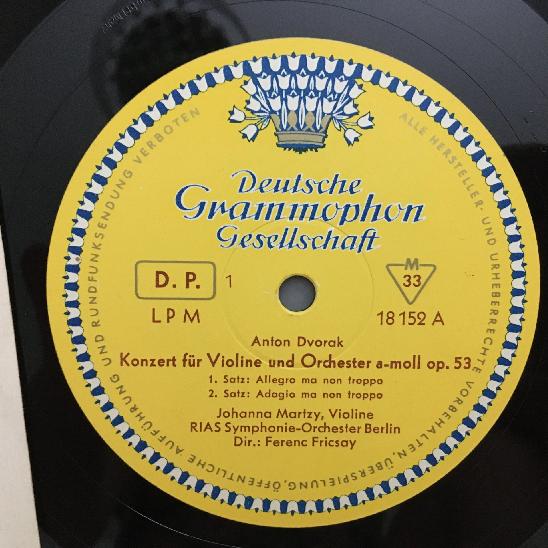 Deutsche
Grammophon
Gesellschaft
D. P. 1
M
33
LPM
18 152 A
Anton Dvorak
Konzert für Violine und Orchester a-moll op. 53
1. Satz: Allegro ma non troppo
2. Satz: Adagio ma non troppo
Johanna Martzy, Violine
RIAS Symphonie-Orchester Berlin
Dir.: Ferenc Fricsay
ALLE HERSTELLER- UND URHEBERRECHTE VORBEHALTEN. ÜBERSPIELUNG, ÖFFENTLICHE AUFFÜHRUNG UND RUNDFUNKSENDUNG VERBOTEN